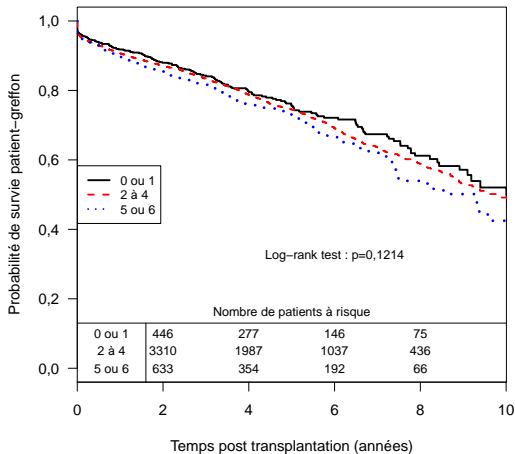 Probabilité de survie patient−greffon
1,0
0,8
0,6
0,4
0,2
0,0
0 ou 1
2 à 4
5 ou 6
Log−rank test : p=0,1214
Nombre de patients à risque
0 ou 1 446 277 146 75
2 à 4 3310 1987 1037 436
5 ou 6 633 354 192 66
0 2 4 6 8 10
Temps post transplantation (années)